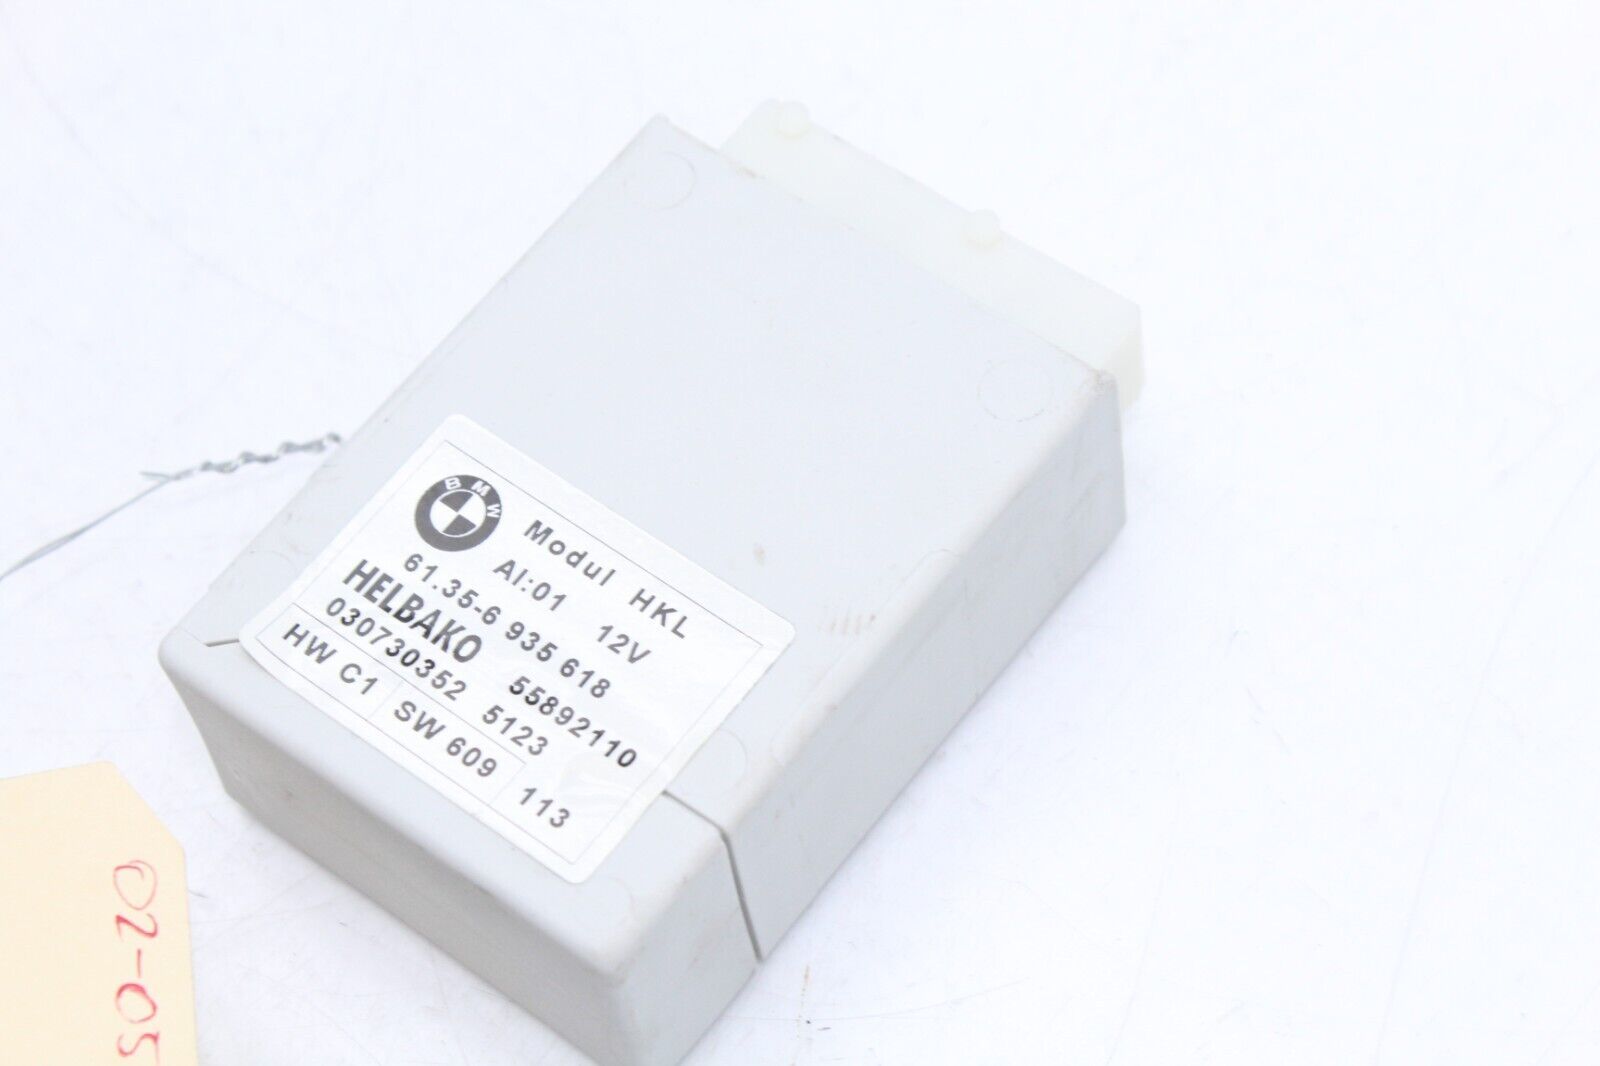 BMW
Modul HKL
AI:01 12V
61.35-6 935 618
HELBAKO 55892110
030730352 5123
HW C1 SW 609 113
02-05